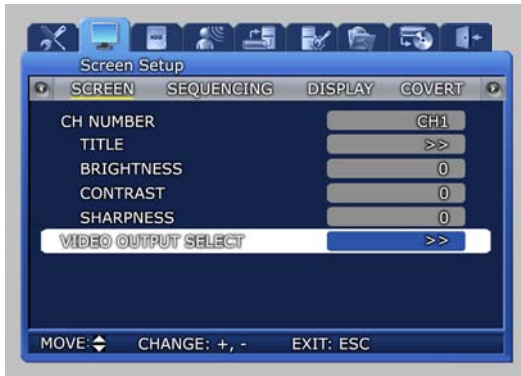 HDD
Screen Setup
SCREEN SEQUENCING DISPLAY COVERT
CH NUMBER CH1
TITLE >>
BRIGHTNESS 0
CONTRAST 0
SHARPNESS 0
VIDEO OUTPUT SELECT >>
MOVE: CHANGE: +, - EXIT: ESC